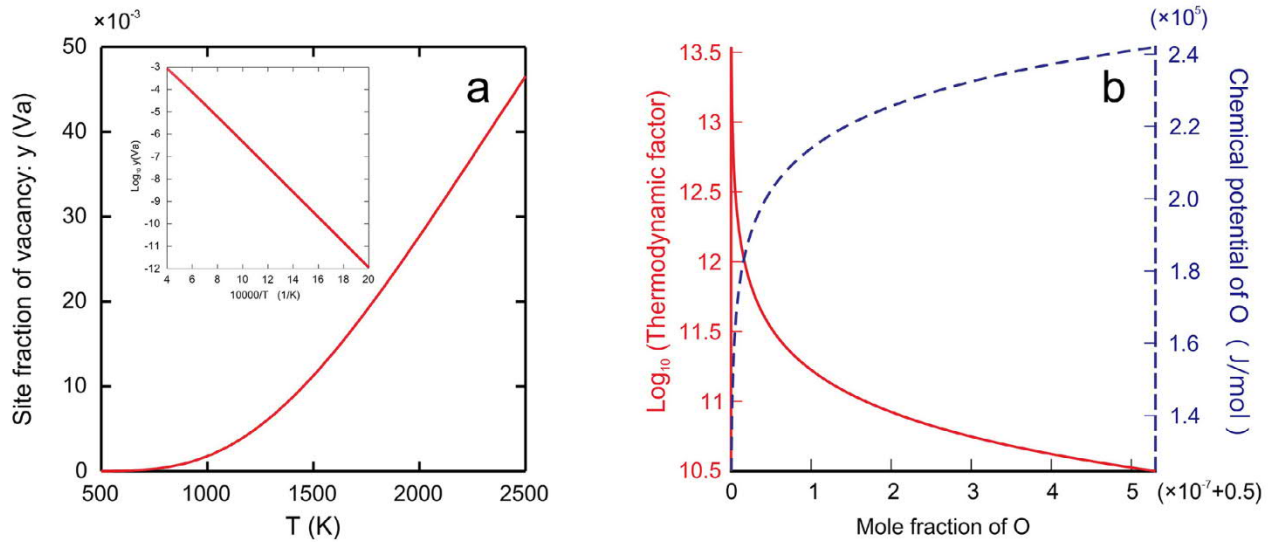 ×10⁻³
50
40
30
20
10
0
Site fraction of vacancy: y (Va)
500 1000 1500 2000 2500
T (K)
a
-3
-4
-5
-6
-7
-8
-9
-10
-11
-12
Log₁₀ y(Va)
4 6 8 10 12 14 16 18 20
10000/T (1/K)
b
13.5
13
12.5
12
11.5
11
10.5
Log₁₀ (Thermodynamic factor)
0 1 2 3 4 5 (×10⁻⁷+0.5)
Mole fraction of O
(×10⁵)
2.4
2.2
2.0
1.8
1.6
1.4
Chemical potential of O ( J/mol )